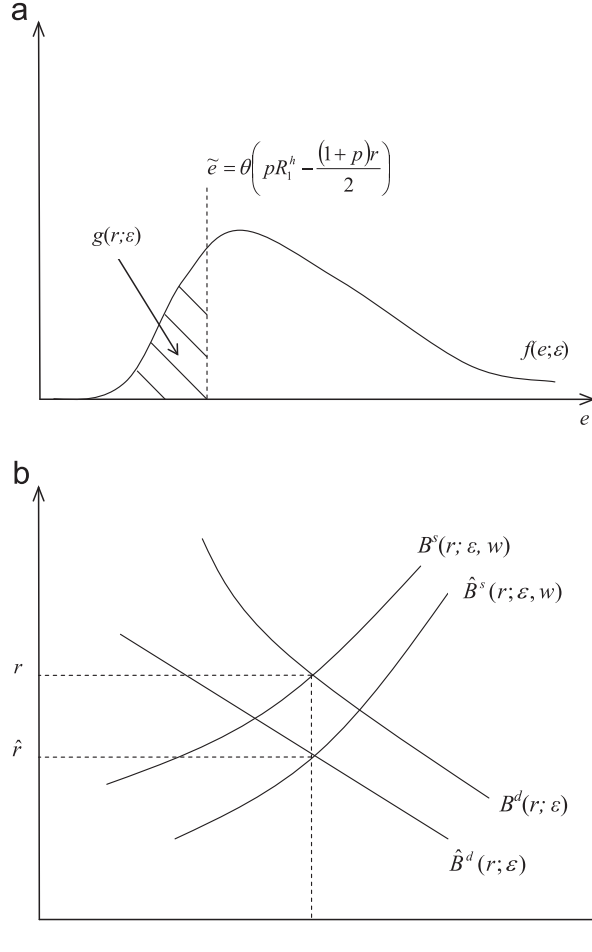 a
ẽ = θ(pR₁ʰ − (1 + p)r / 2)
g(r;ε)
f(e;ε)
e
b
Bˢ(r; ε, w)
B̂ˢ(r; ε, w)
r
r̂
Bᵈ(r; ε)
B̂ᵈ(r; ε)